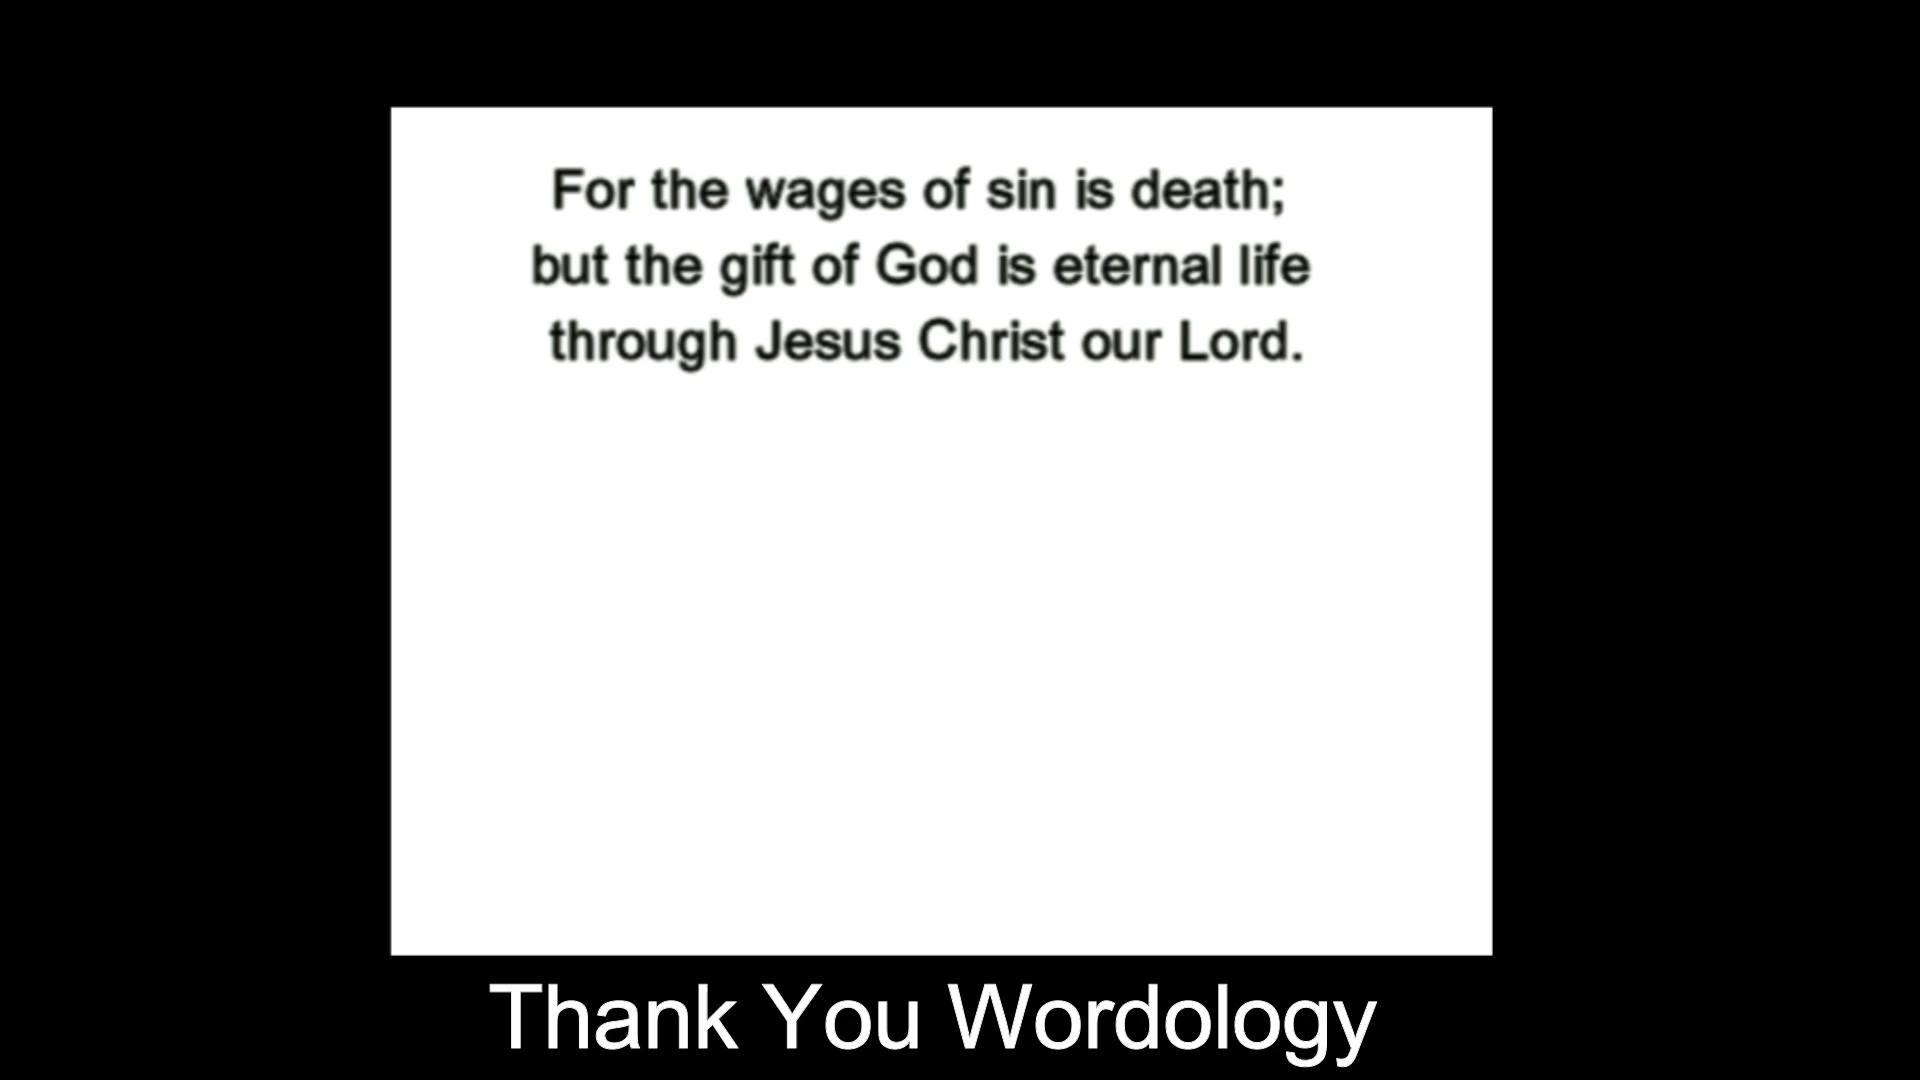 For the wages of sin is death;
but the gift of God is eternal life
through Jesus Christ our Lord.
Thank You Wordology